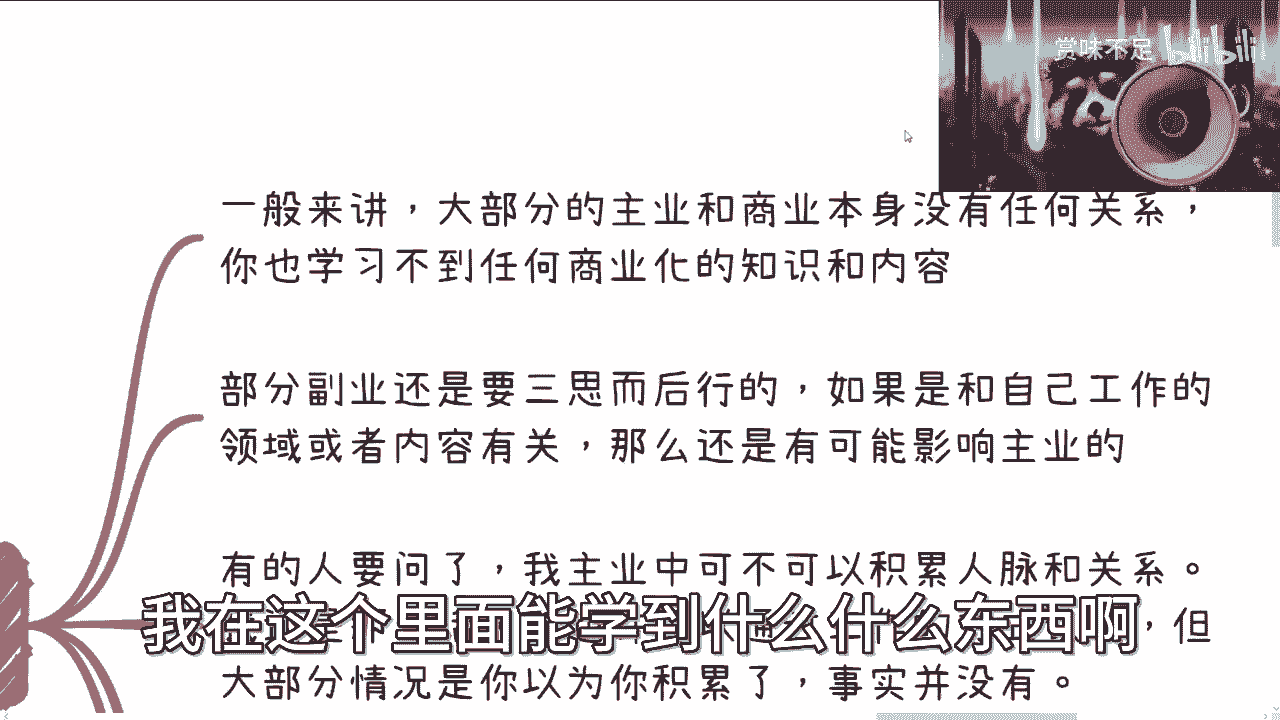 赏味不足 bilibili
一般来讲，大部分的主业和商业本身没有任何关系，
你也学习不到任何商业化的知识和内容
部分副业还是要三思而后行的，如果是和自己工作的
领域或者内容有关，那么还是有可能影响主业的
有的人要问了，我主业中可不可以积累人脉和关系。
，但
我在这个里面能学到什么什么东西啊
大部分情况是你以为你积累了，事实并没有。